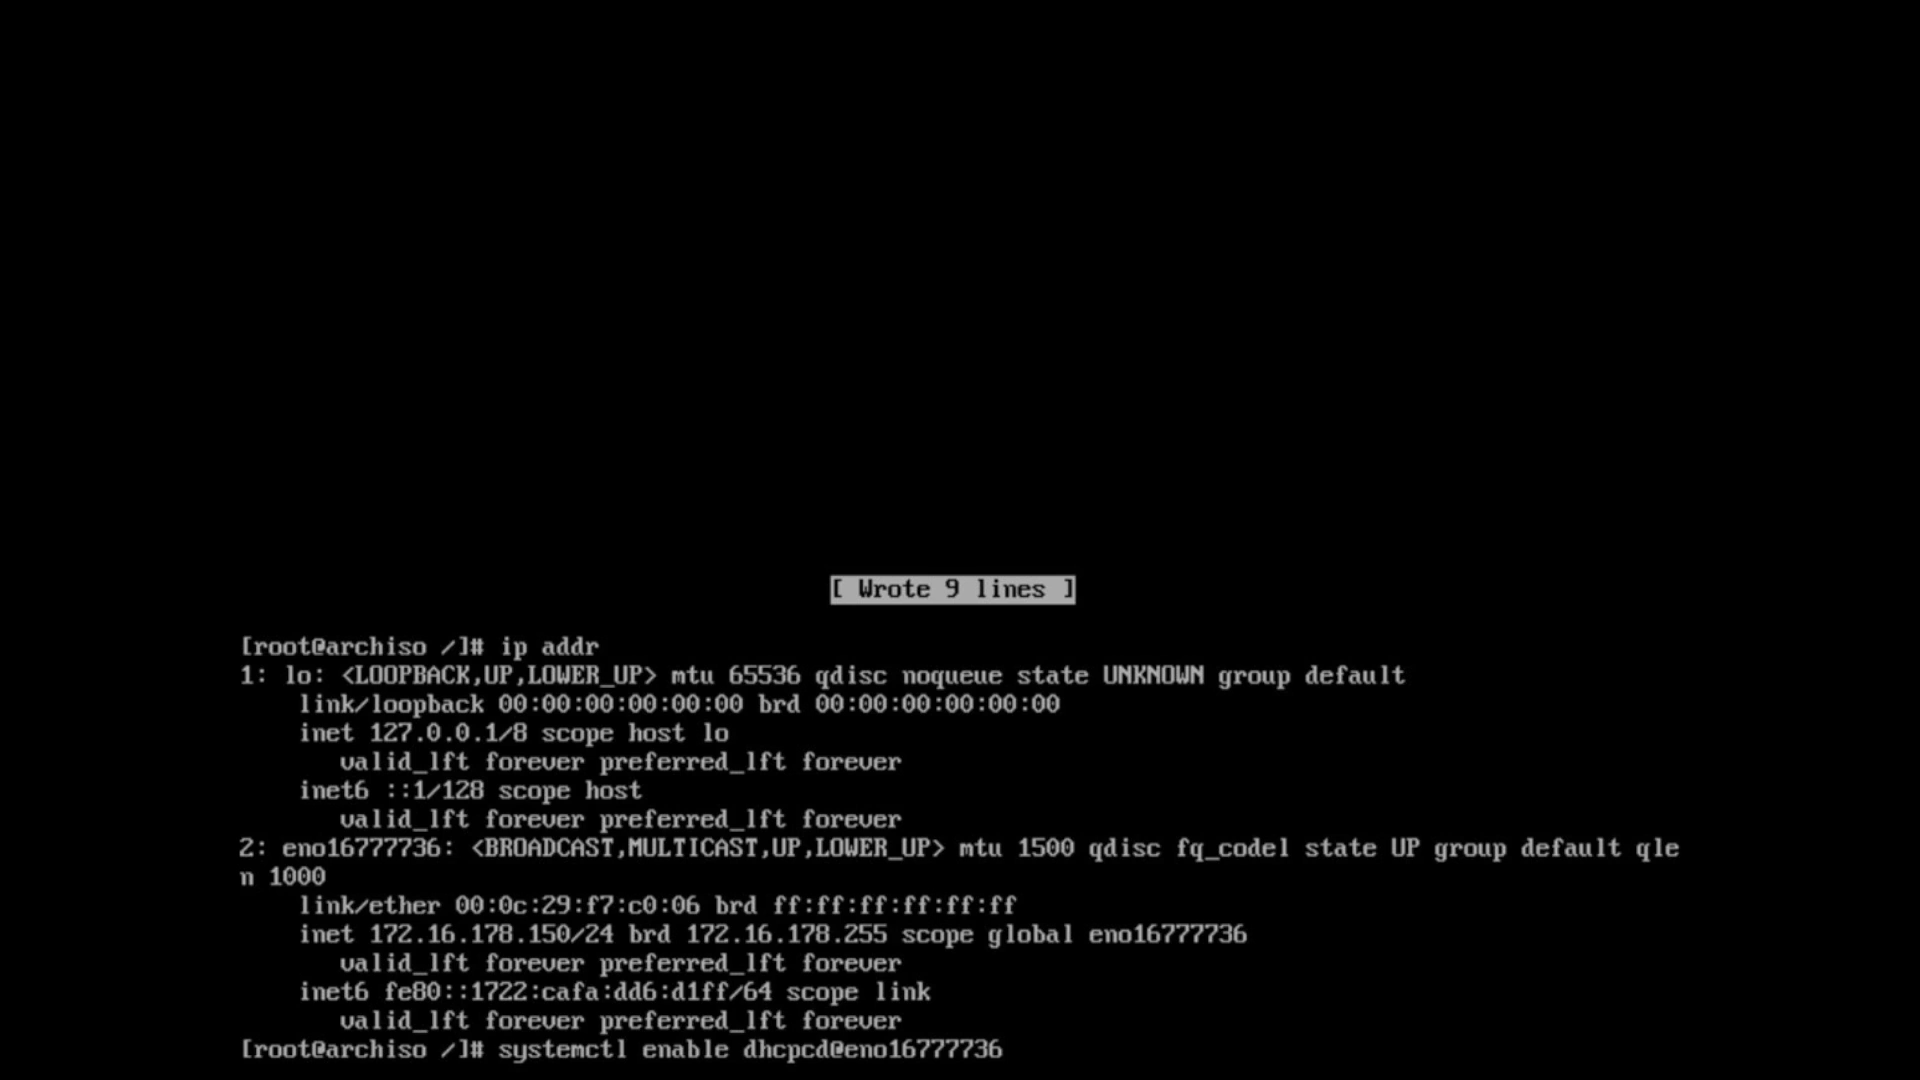 [ Wrote 9 lines ]
[root@archiso /]# ip addr
1: lo: <LOOPBACK,UP,LOWER_UP> mtu 65536 qdisc noqueue state UNKNOWN group default
link/loopback 00:00:00:00:00:00 brd 00:00:00:00:00:00
inet 127.0.0.1/8 scope host lo
valid_lft forever preferred_lft forever
inet6 ::1/128 scope host
valid_lft forever preferred_lft forever
2: eno16777736: <BROADCAST,MULTICAST,UP,LOWER_UP> mtu 1500 qdisc fq_codel state UP group default qle
n 1000
link/ether 00:0c:29:f7:c0:06 brd ff:ff:ff:ff:ff:ff
inet 172.16.178.150/24 brd 172.16.178.255 scope global eno16777736
valid_lft forever preferred_lft forever
inet6 fe80::1722:cafa:dd6:d1ff/64 scope link
valid_lft forever preferred_lft forever
[root@archiso /]# systemctl enable dhcpcd@eno16777736